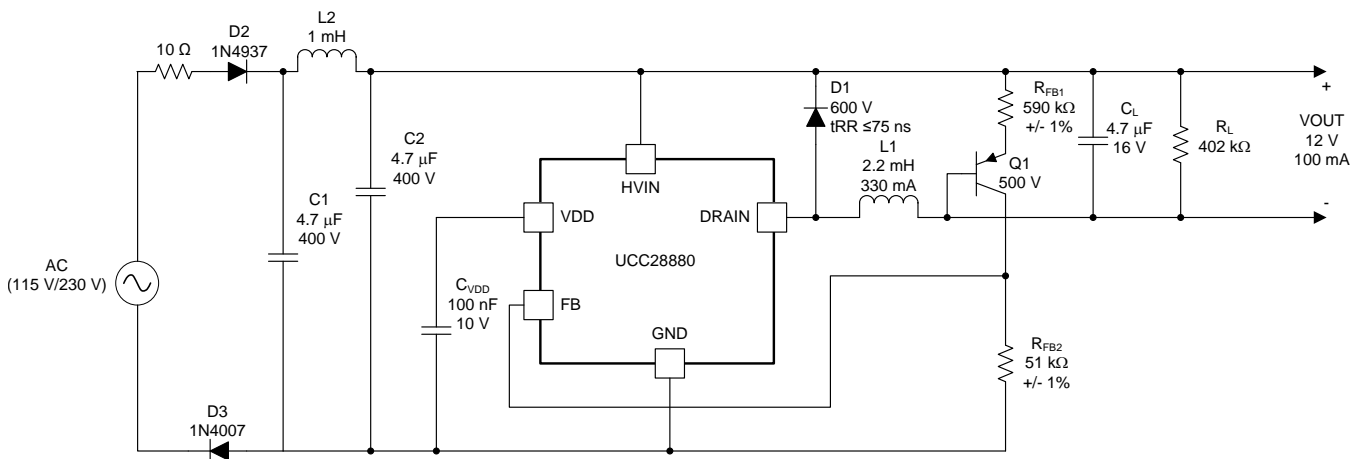 10 Ω
D2
1N4937
L2
1 mH
C1
4.7 μF
400 V
C2
4.7 μF
400 V
AC
(115 V/230 V)
D3
1N4007
CVDD
100 nF
10 V
HVIN
VDD
FB
UCC28880
DRAIN
GND
D1
600 V
tRR ≤75 ns
L1
2.2 mH
330 mA
RFB1
590 kΩ
+/- 1%
Q1
500 V
CL
4.7 μF
16 V
RL
402 kΩ
+
VOUT
12 V
100 mA
-
RFB2
51 kΩ
+/- 1%